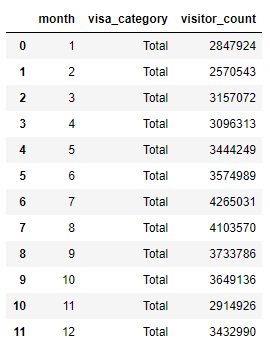 month visa_category visitor_count
0 1 Total 2847924
1 2 Total 2570543
2 3 Total 3157072
3 4 Total 3096313
4 5 Total 3444249
5 6 Total 3574989
6 7 Total 4265031
7 8 Total 4103570
8 9 Total 3733786
9 10 Total 3649136
10 11 Total 2914926
11 12 Total 3432990